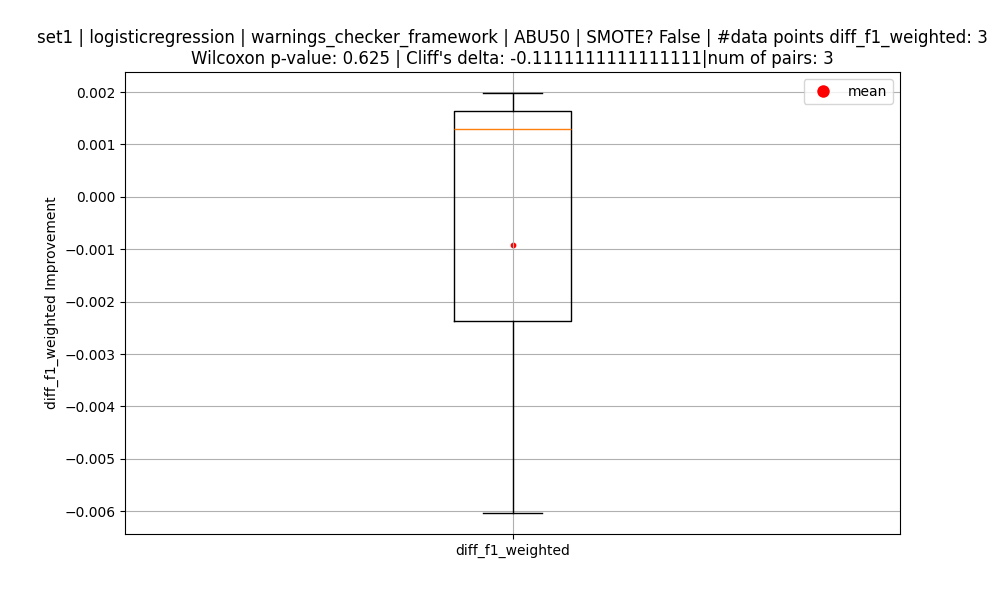 set1 | logisticregression | warnings_checker_framework | ABU50 | SMOTE? False | #data points diff_f1_weighted: 3
Wilcoxon p-value: 0.625 | Cliff's delta: -0.1111111111111111|num of pairs: 3
mean
0.002
0.001
0.000
−0.001
−0.002
−0.003
−0.004
−0.005
−0.006
diff_f1_weighted Improvement
diff_f1_weighted